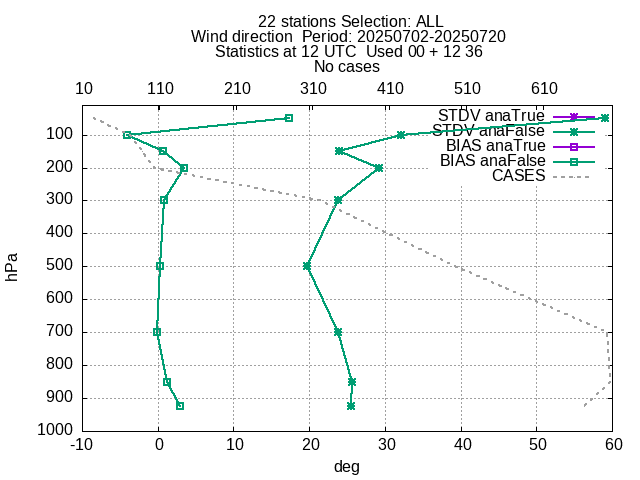 22 stations Selection: ALL
Wind direction  Period: 20250702-20250720
Statistics at 12 UTC  Used 00 + 12 36
No cases
10 110 210 310 410 510 610
STDV anaTrue
STDV anaFalse
BIAS anaTrue
BIAS anaFalse
CASES
100
200
300
400
500
600
700
800
900
1000
hPa
-10 0 10 20 30 40 50 60
deg